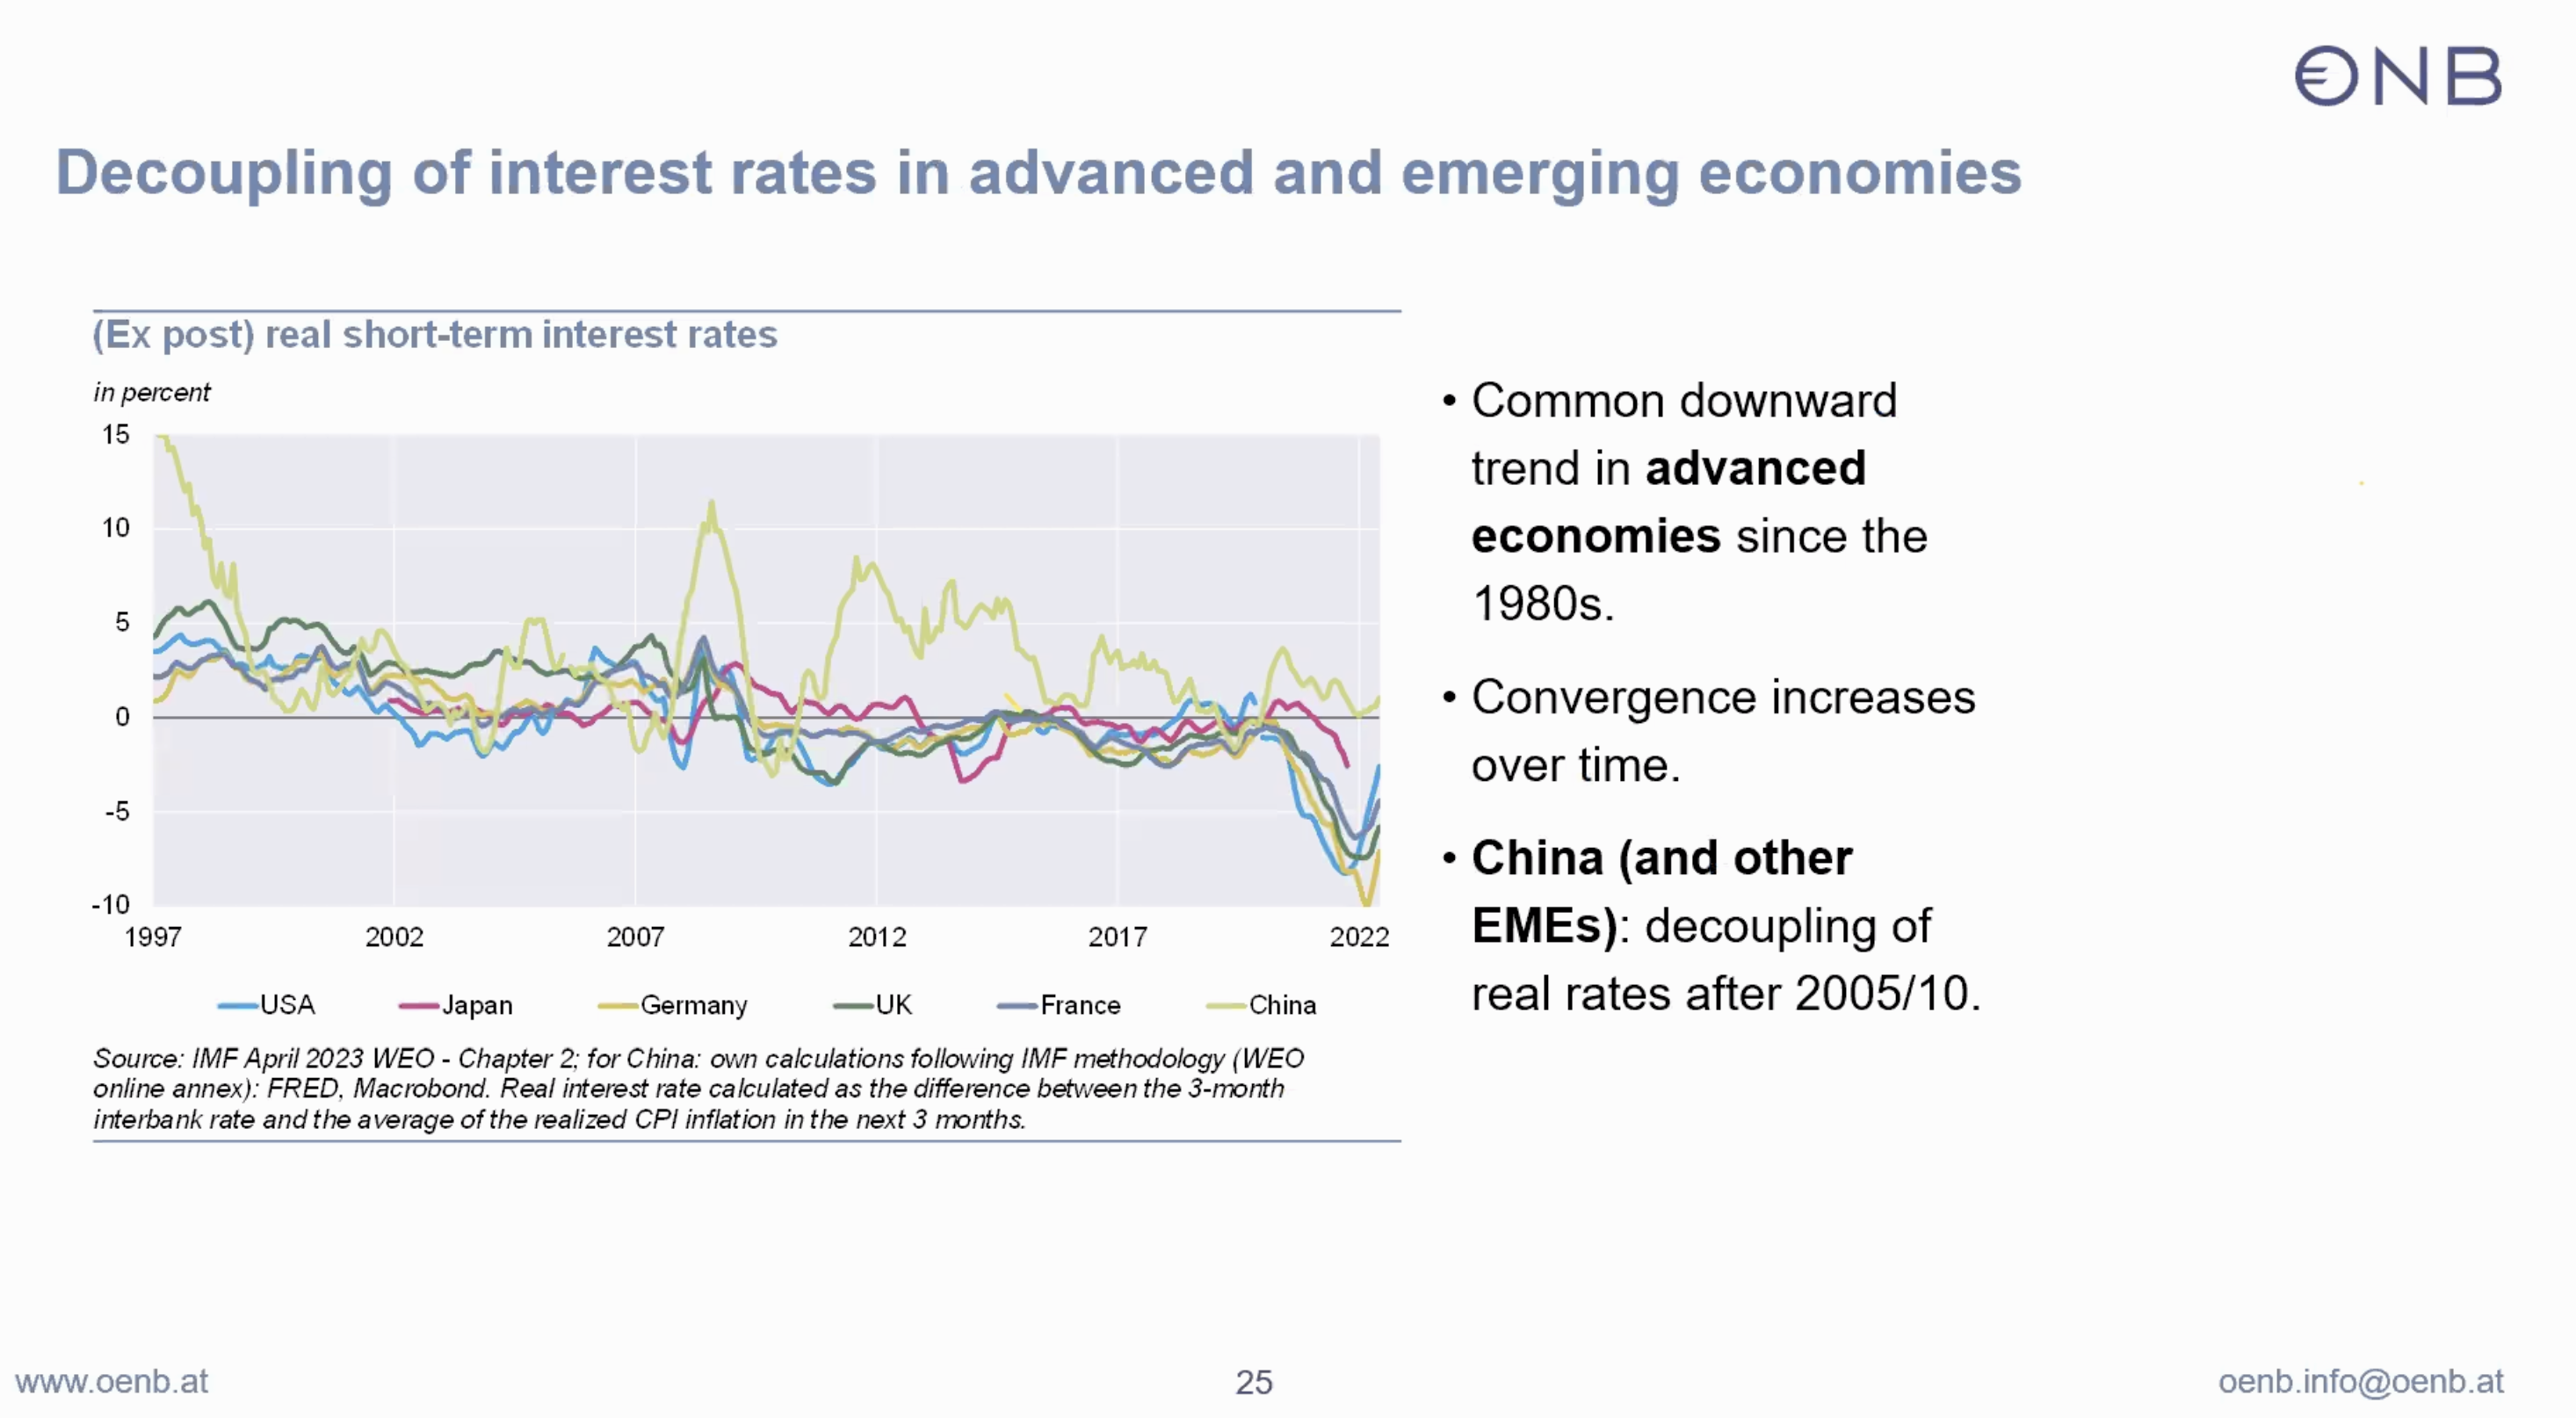 €ONB
Decoupling of interest rates in advanced and emerging economies
(Ex post) real short-term interest rates
in percent
15
10
5
0
-5
-10
1997 2002 2007 2012 2017 2022
USA Japan Germany UK France China
Source: IMF April 2023 WEO - Chapter 2; for China: own calculations following IMF methodology (WEO
online annex): FRED, Macrobond. Real interest rate calculated as the difference between the 3-month
interbank rate and the average of the realized CPI inflation in the next 3 months.
• Common downward
trend in advanced
economies since the
1980s.
• Convergence increases
over time.
• China (and other
EMEs): decoupling of
real rates after 2005/10.
www.oenb.at 25 oenb.info@oenb.at